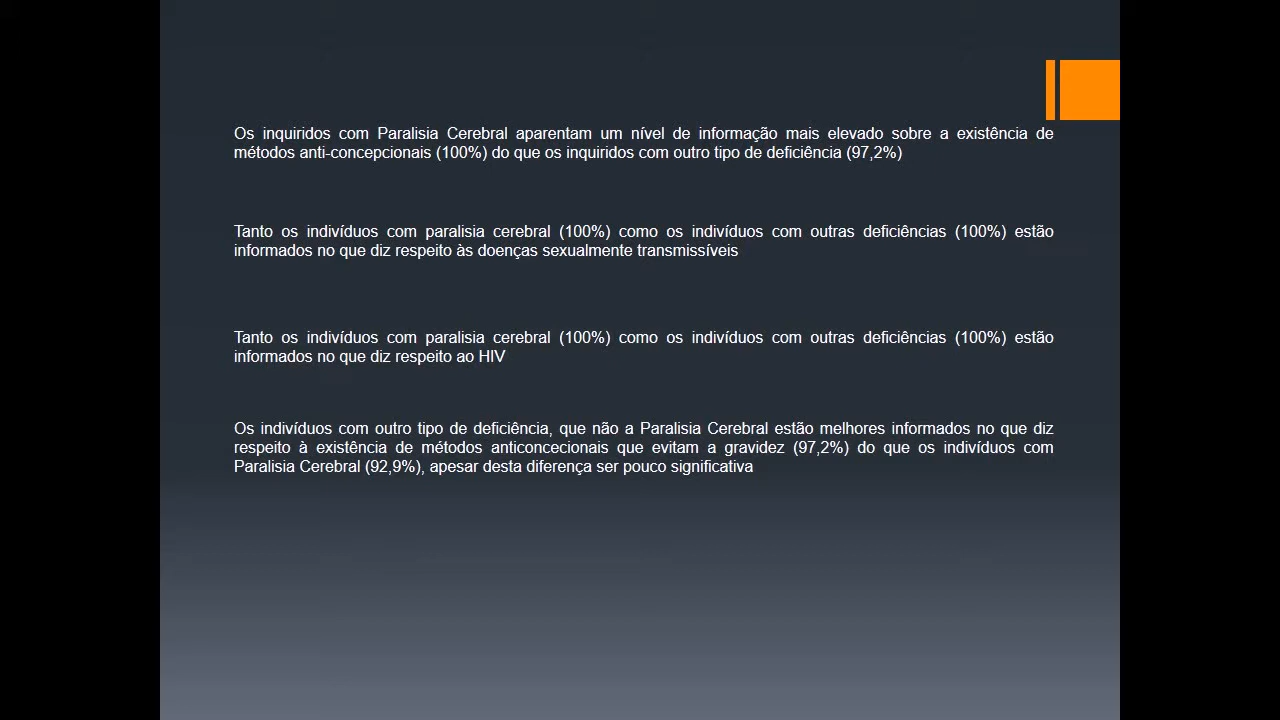 Os inquiridos com Paralisia Cerebral aparentam um nível de informação mais elevado sobre a existência de
métodos anti-concepcionais (100%) do que os inquiridos com outro tipo de deficiência (97,2%)
Tanto os indivíduos com paralisia cerebral (100%) como os indivíduos com outras deficiências (100%) estão
informados no que diz respeito às doenças sexualmente transmissíveis
Tanto os indivíduos com paralisia cerebral (100%) como os indivíduos com outras deficiências (100%) estão
informados no que diz respeito ao HIV
Os indivíduos com outro tipo de deficiência, que não a Paralisia Cerebral estão melhores informados no que diz
respeito à existência de métodos anticoncecionais que evitam a gravidez (97,2%) do que os indivíduos com
Paralisia Cerebral (92,9%), apesar desta diferença ser pouco significativa